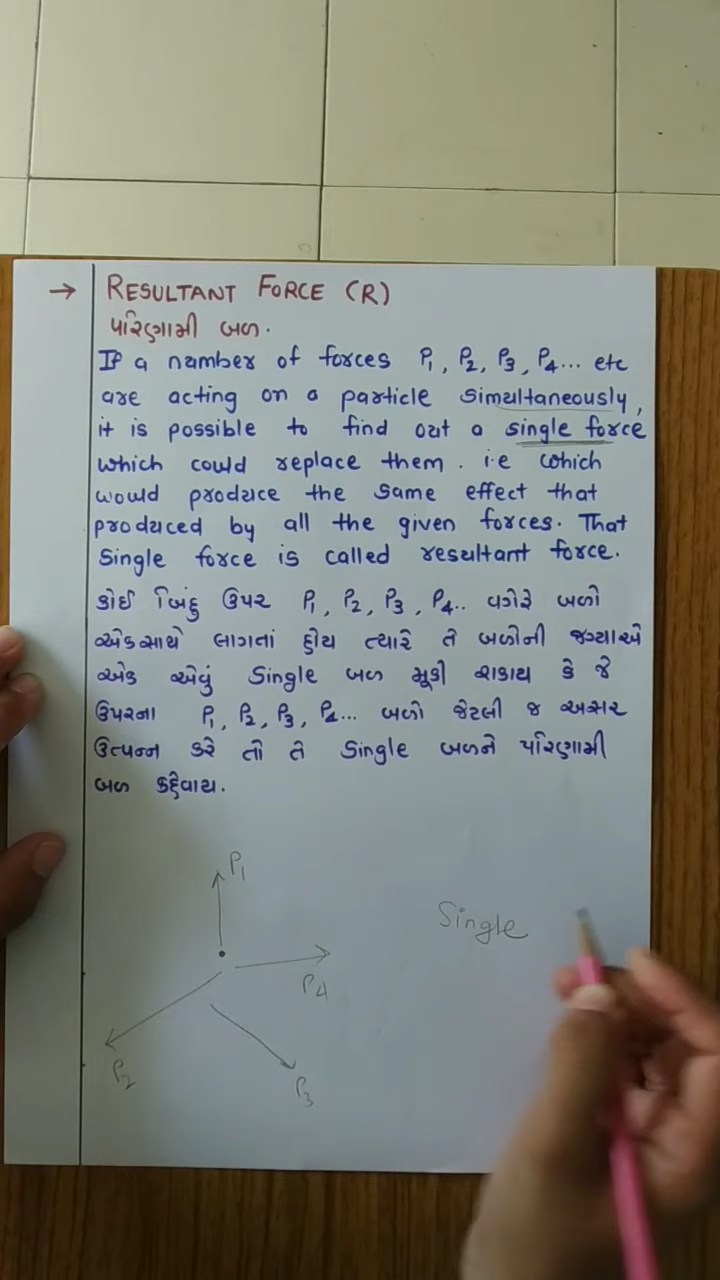 → RESULTANT FORCE (R)
પરિણામી બળ.
If a number of forces P₁, P₂, P₃, P₄... etc
are acting on a particle simultaneously,
it is possible to find out a single force
which could replace them. i.e which
would produce the same effect that
produced by all the given forces. That
Single force is called resultant force.
કોઈ બિંદુ ઉપર P₁, P₂, P₃, P₄.. વગેરે બળો
એકસાથે લાગતાં હોય ત્યારે તે બળોની જગ્યાએ
એક એવું Single બળ મૂકી શકાય કે જે
ઉપરના P₁, P₂, P₃, P₄... બળો જેટલી જ અસર
ઉત્પન્ન કરે તો તે Single બળને પરિણામી
બળ કહેવાય.
P₁
Single
P₄
P₂
P₃